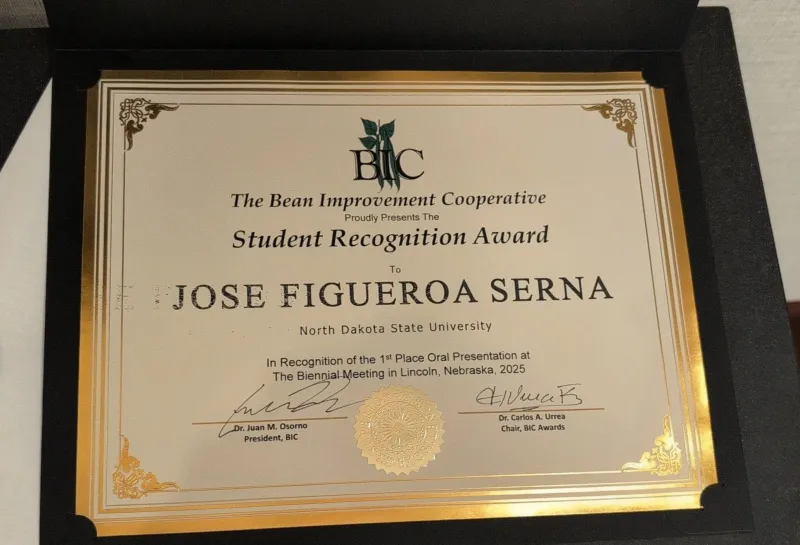 BIC
The Bean Improvement Cooperative
Proudly Presents The
Student Recognition Award
To
JOSE FIGUEROA SERNA
North Dakota State University
In Recognition of the 1st Place Oral Presentation at
The Biennial Meeting in Lincoln, Nebraska, 2025
Dr. Juan M. Osorno
President, BIC
Dr. Carlos A. Urrea
Chair, BIC Awards